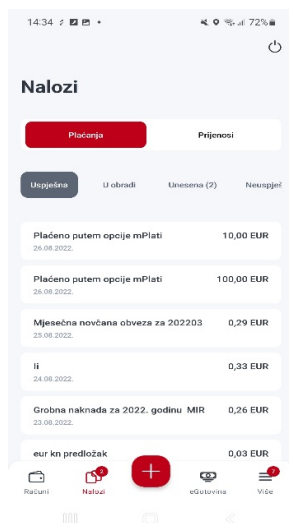 14:34
72%
Nalozi
Plaćanja Prijenosi
Uspješna U obradi Unesena (2) Neuspješ
Plaćeno putem opcije mPlati 10,00 EUR
26.08.2022.
Plaćeno putem opcije mPlati 100,00 EUR
26.08.2022.
Mjesečna novčana obveza za 202203 0,29 EUR
25.08.2022.
li 0,33 EUR
24.08.2022.
Grobna naknada za 2022. godinu MIR 0,26 EUR
23.08.2022.
eur kn predložak 0,03 EUR
2 7
Računi Nalozi eGotovina Više